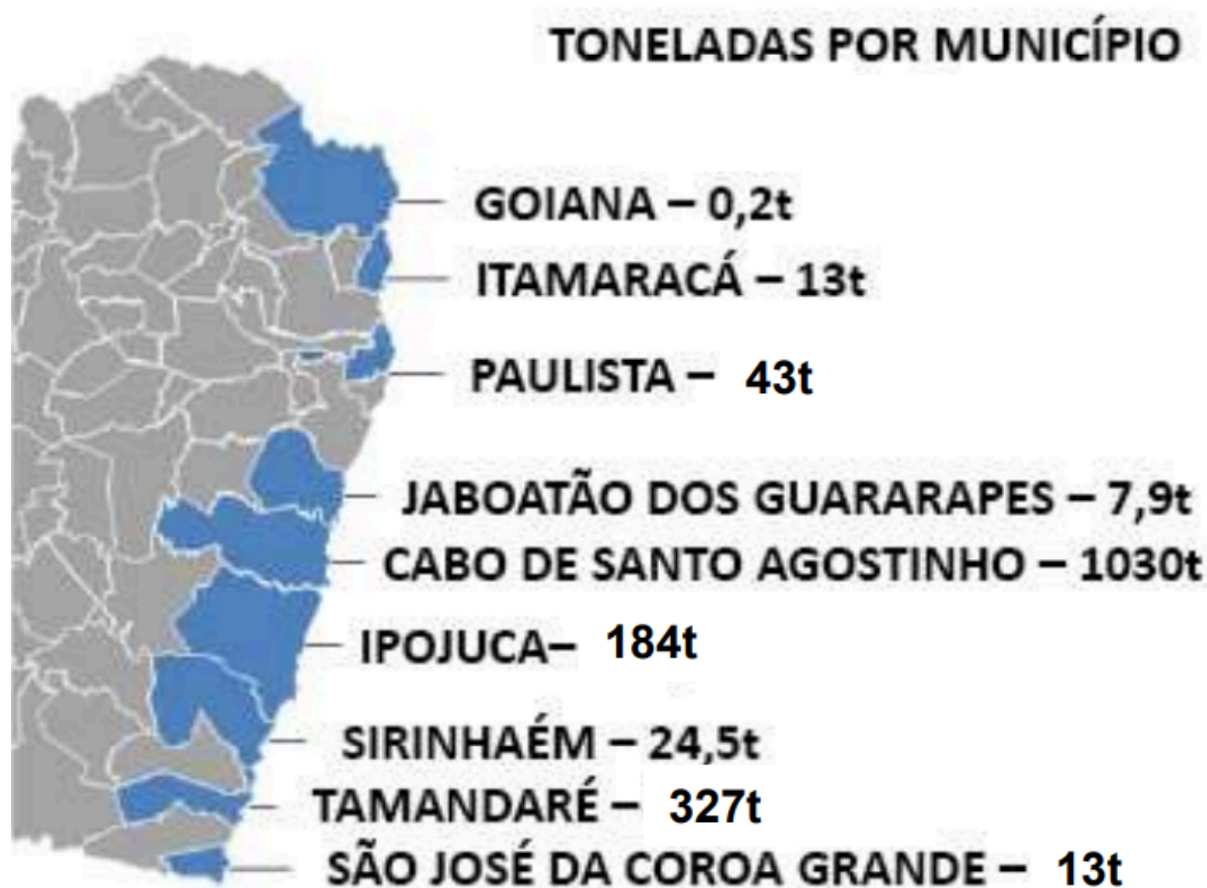 TONELADAS POR MUNICÍPIO
GOIANA – 0,2t
ITAMARACÁ – 13t
PAULISTA – 43t
JABOATÃO DOS GUARARAPES – 7,9t
CABO DE SANTO AGOSTINHO – 1030t
IPOJUCA– 184t
SIRINHAÉM – 24,5t
TAMANDARÉ – 327t
SÃO JOSÉ DA COROA GRANDE – 13t